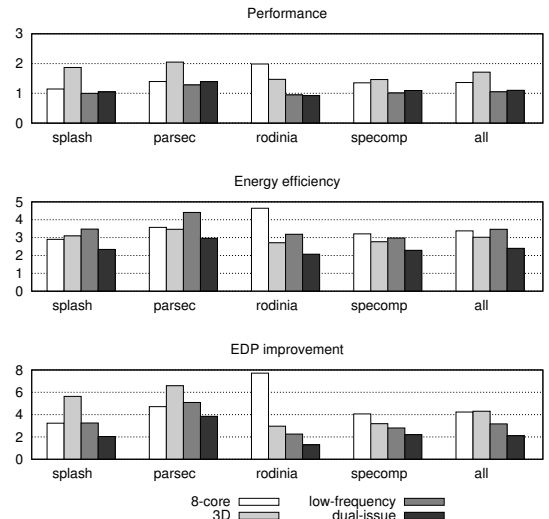 Performance
3
2
1
0
splash parsec rodinia specomp all
Energy efficiency
5
4
3
2
1
0
splash parsec rodinia specomp all
EDP improvement
8
6
4
2
0
splash parsec rodinia specomp all
8-core low-frequency
3D dual-issue